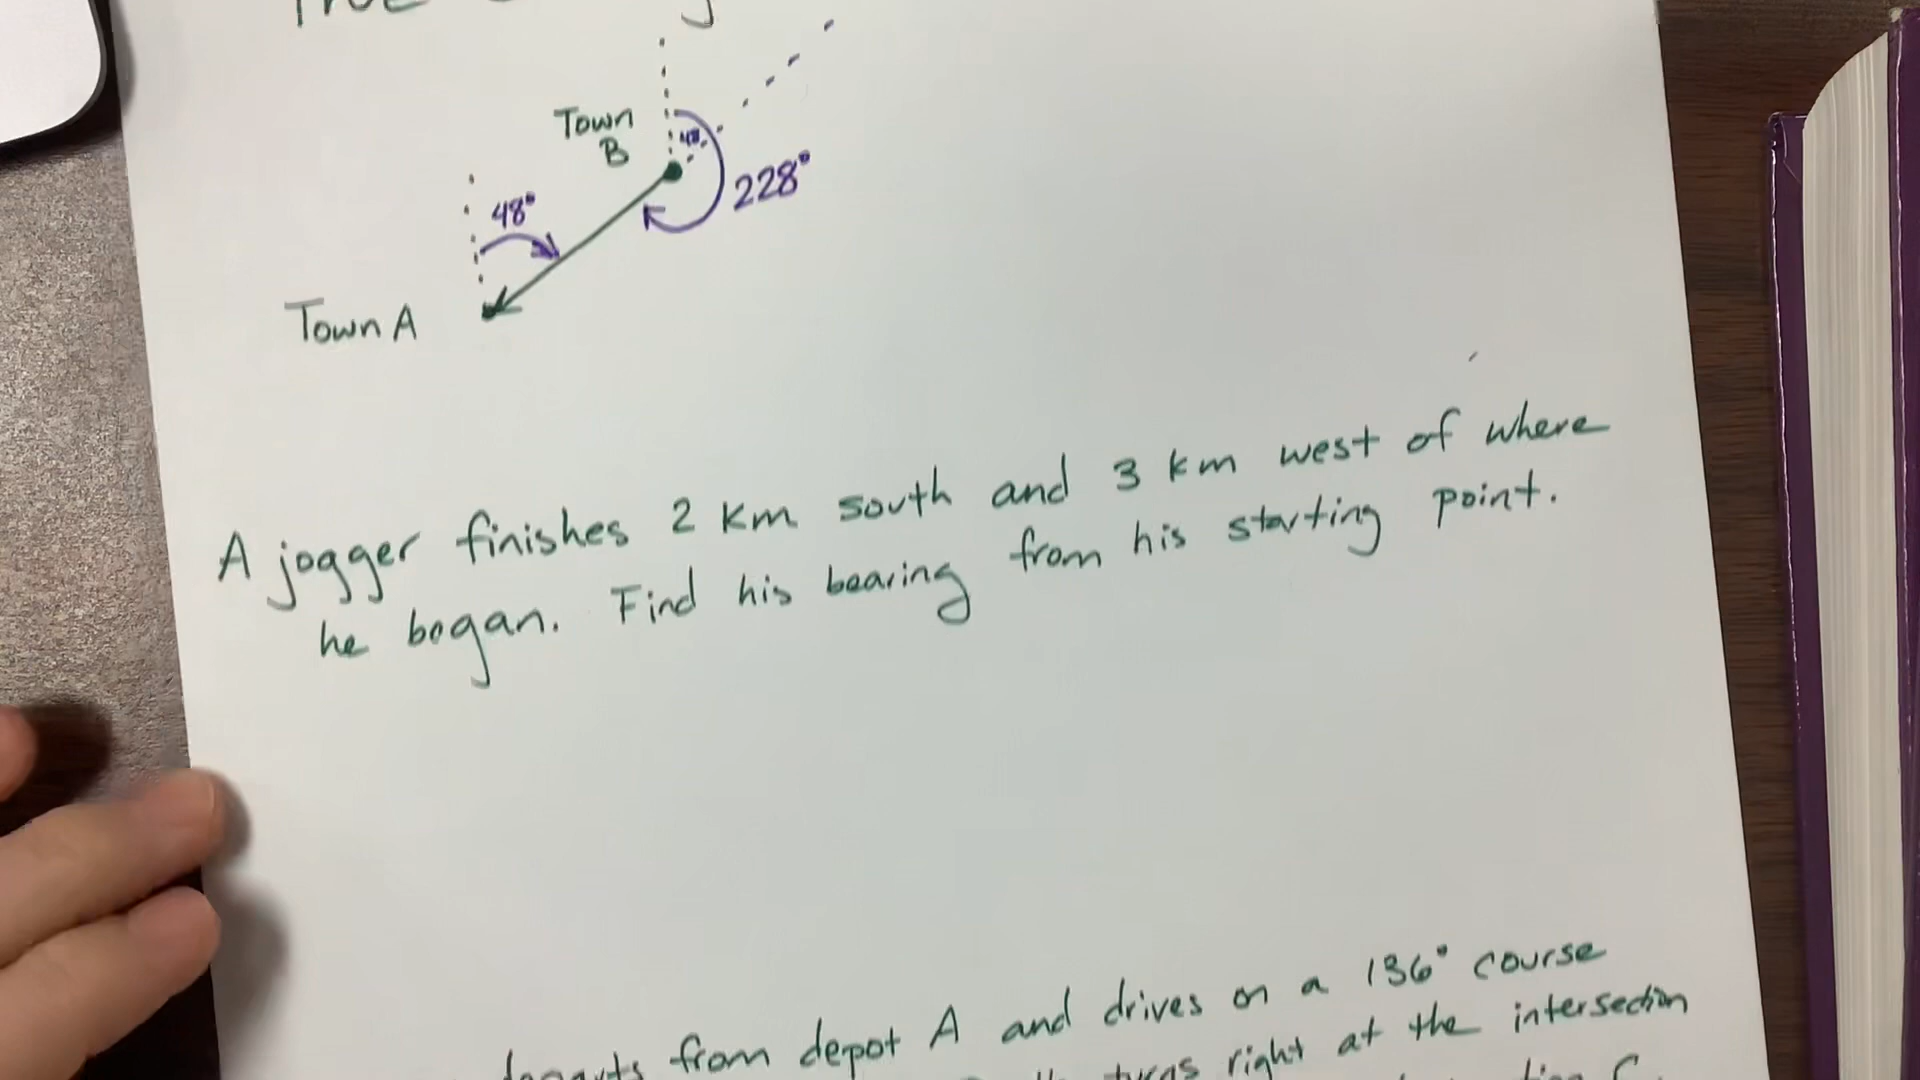 Town
B
48°
228°
48°
Town A
A jogger finishes 2 km south and 3 km west of where
he began. Find his bearing from his starting point.
from depot A and drives on a 136° course
turns right at the intersection
C.